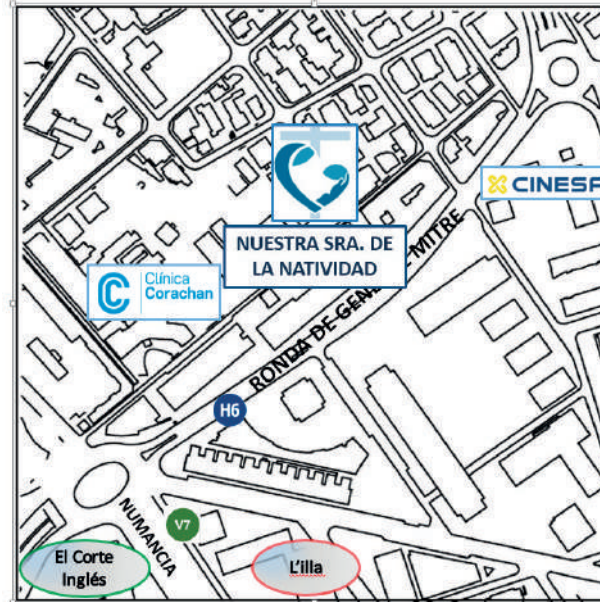 CINESA
NUESTRA SRA. DE
LA NATIVIDAD
RONDA DE GENERAL MITRE
Clínica
Corachan
H6
NUMANCIA
V7
El Corte
Inglés
L'illa